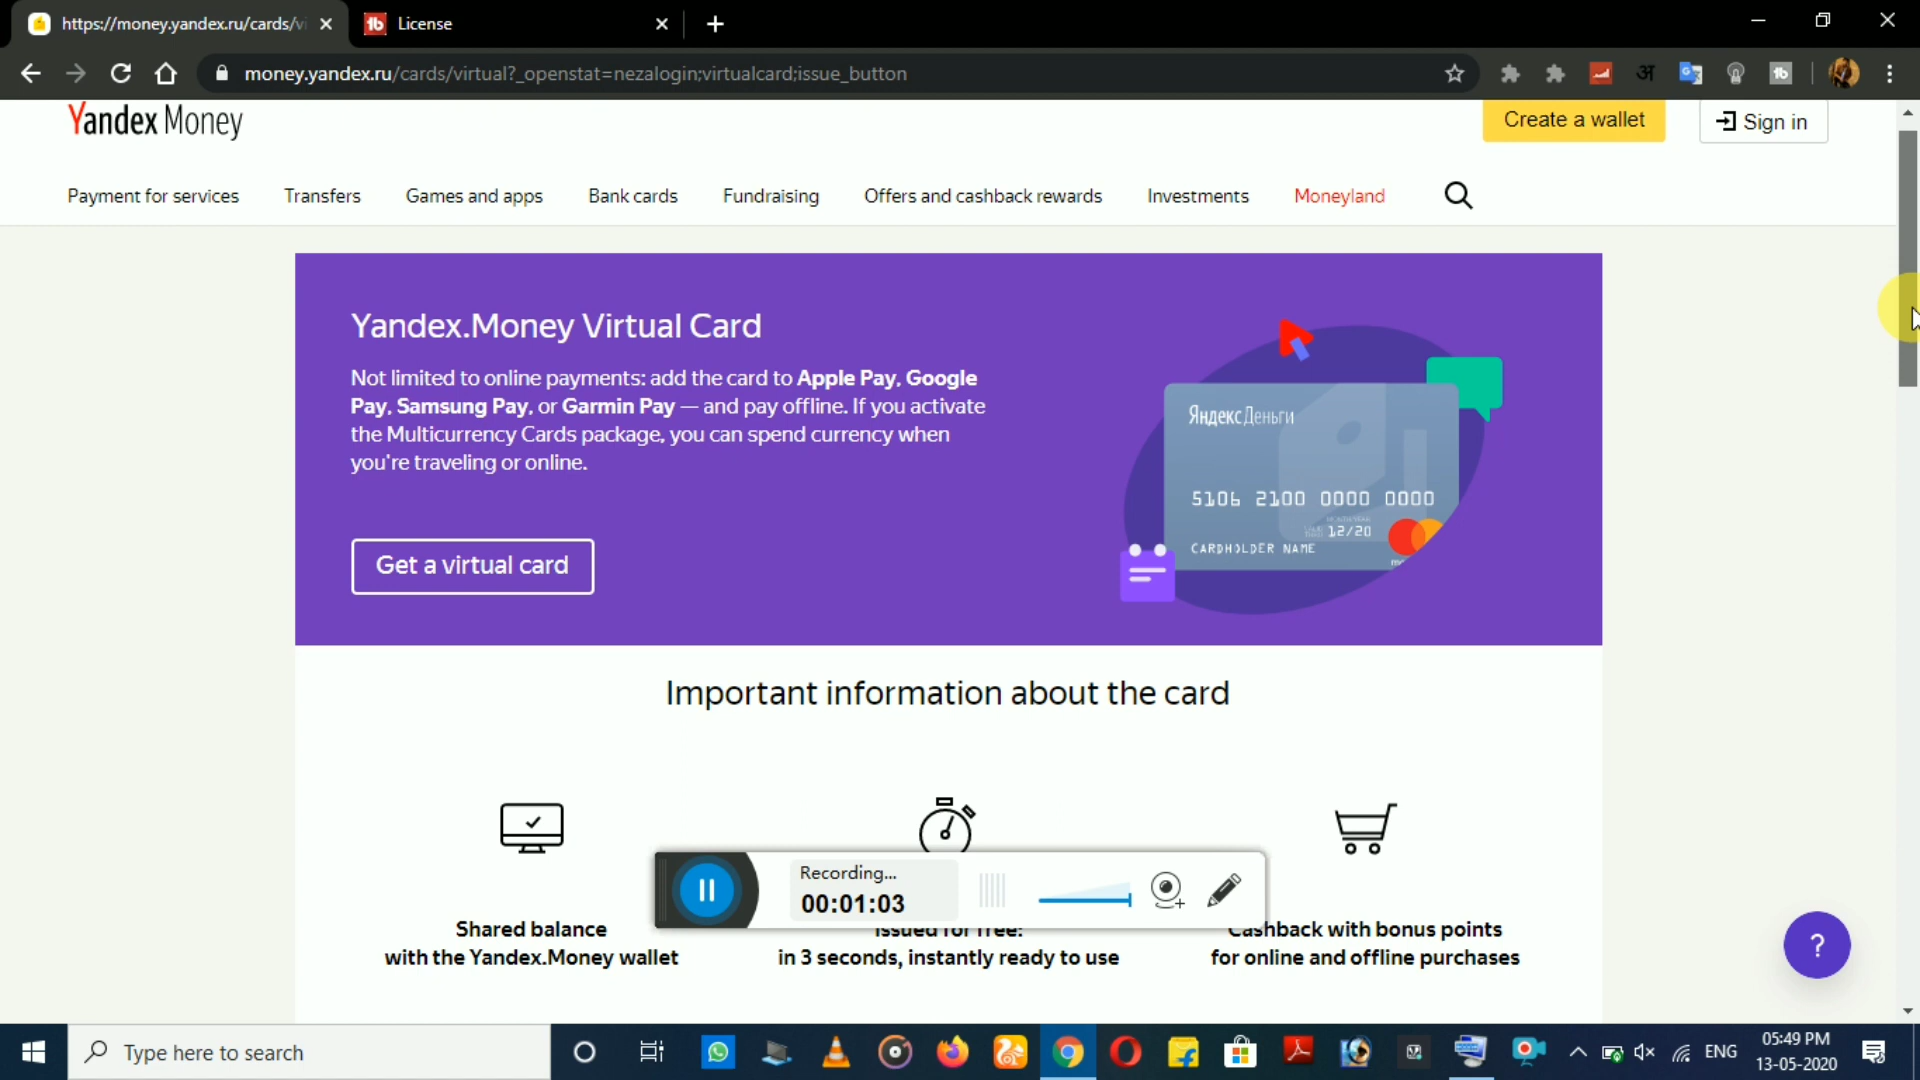 https://money.yandex.ru/cards/vi
License
money.yandex.ru/cards/virtual?_openstat=nezalogin;virtualcard;issue_button
अ
Yandex Money
Create a wallet
Sign in
Payment for services
Transfers
Games and apps
Bank cards
Fundraising
Offers and cashback rewards
Investments
Moneyland
Yandex.Money Virtual Card
Not limited to online payments: add the card to Apple Pay, Google
Pay, Samsung Pay, or Garmin Pay — and pay offline. If you activate
the Multicurrency Cards package, you can spend currency when
you're traveling or online.
Get a virtual card
ЯндексДеньги
5106 2100 0000 0000
MONTH/YEAR
12/20
CARDHOLDER NAME
Important information about the card
Recording...
00:01:03
Shared balance
with the Yandex.Money wallet
Issued for free:
in 3 seconds, instantly ready to use
Cashback with bonus points
for online and offline purchases
?
Type here to search
ENG
05:49 PM
13-05-2020